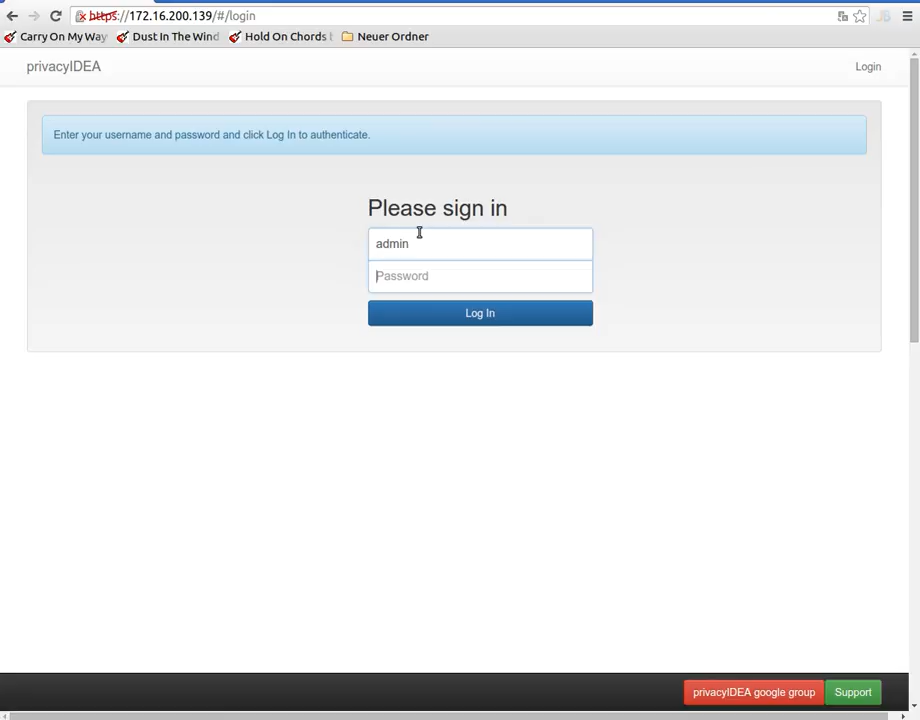 https://172.16.200.139/#/login
Carry On My Way Dust In The Wind Hold On Chords Neuer Ordner
privacyIDEA Login
Enter your username and password and click Log In to authenticate.
Please sign in
admin
Password
Log In
privacyIDEA google group Support